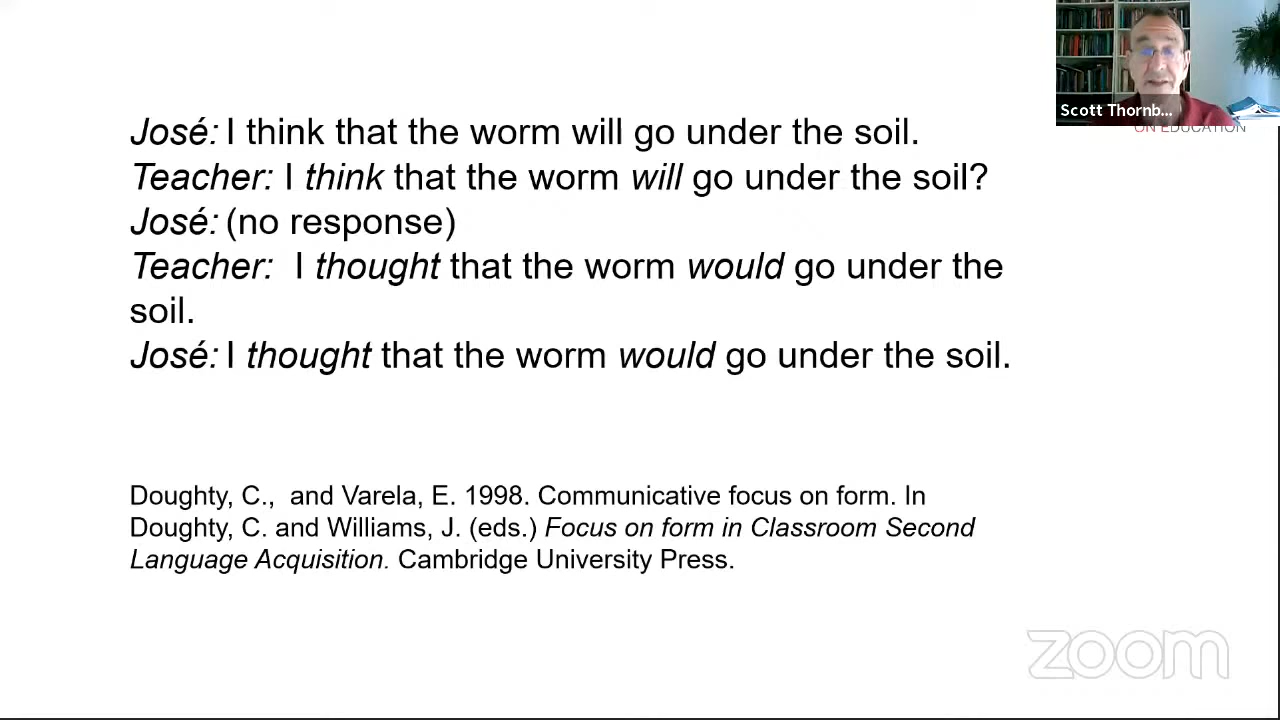 Scott Thornb...
ON EDUCATION
José: I think that the worm will go under the soil.
Teacher: I think that the worm will go under the soil?
José: (no response)
Teacher: I thought that the worm would go under the
soil.
José: I thought that the worm would go under the soil.
Doughty, C., and Varela, E. 1998. Communicative focus on form. In
Doughty, C. and Williams, J. (eds.) Focus on form in Classroom Second
Language Acquisition. Cambridge University Press.
zoom